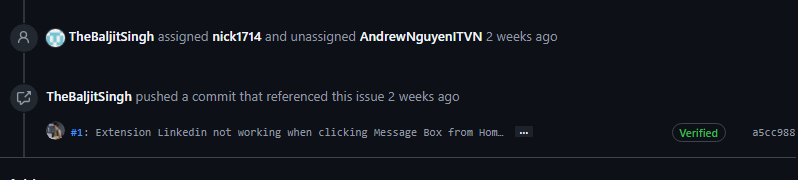 TheBaljitSingh assigned nick1714 and unassigned AndrewNguyenITVN 2 weeks ago
TheBaljitSingh pushed a commit that referenced this issue 2 weeks ago
#1: Extension Linkedin not working when clicking Message Box from Hom… ... Verified a5cc988